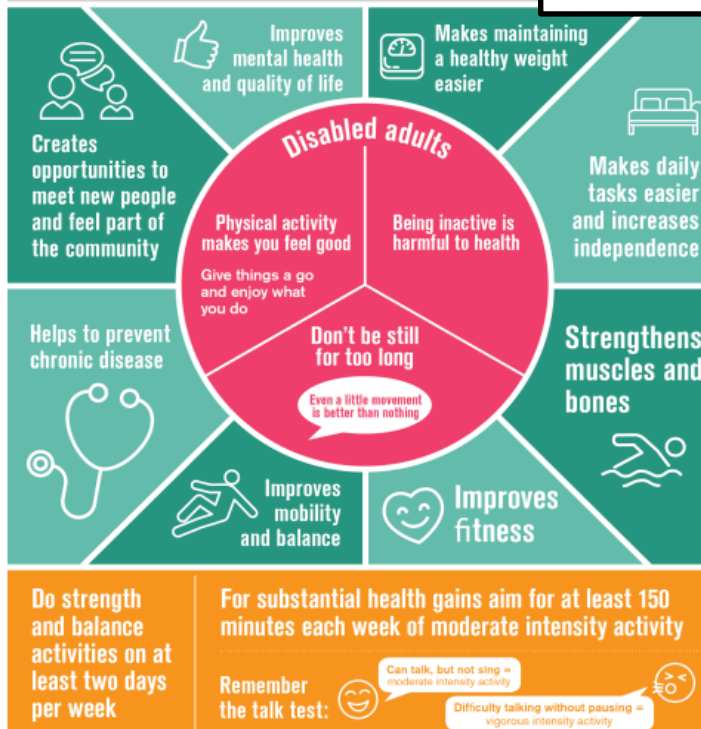 Improves
mental health
and quality of life
Makes maintaining
a healthy weight
easier
Creates
opportunities to
meet new people
and feel part of
the community
Disabled adults
Makes daily
tasks easier
and increases
independence
Physical activity
makes you feel good
Give things a go
and enjoy what
you do
Being inactive is
harmful to health
Helps to prevent
chronic disease
Don't be still
for too long
Even a little movement
is better than nothing
Strengthens
muscles and
bones
Improves
mobility
and balance
Improves
fitness
Do strength
and balance
activities on at
least two days
per week
For substantial health gains aim for at least 150
minutes each week of moderate intensity activity
Remember
the talk test:
Can talk, but not sing =
moderate intensity activity
Difficulty talking without pausing =
vigorous intensity activity